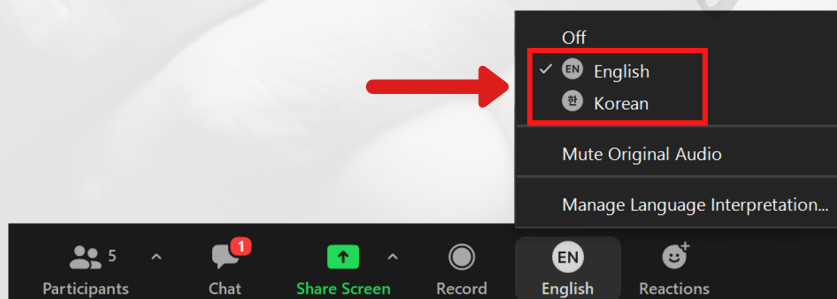 Off
EN English
한 Korean
Mute Original Audio
Manage Language Interpretation...
5
1
EN
Participants
Chat
Share Screen
Record
English
Reactions